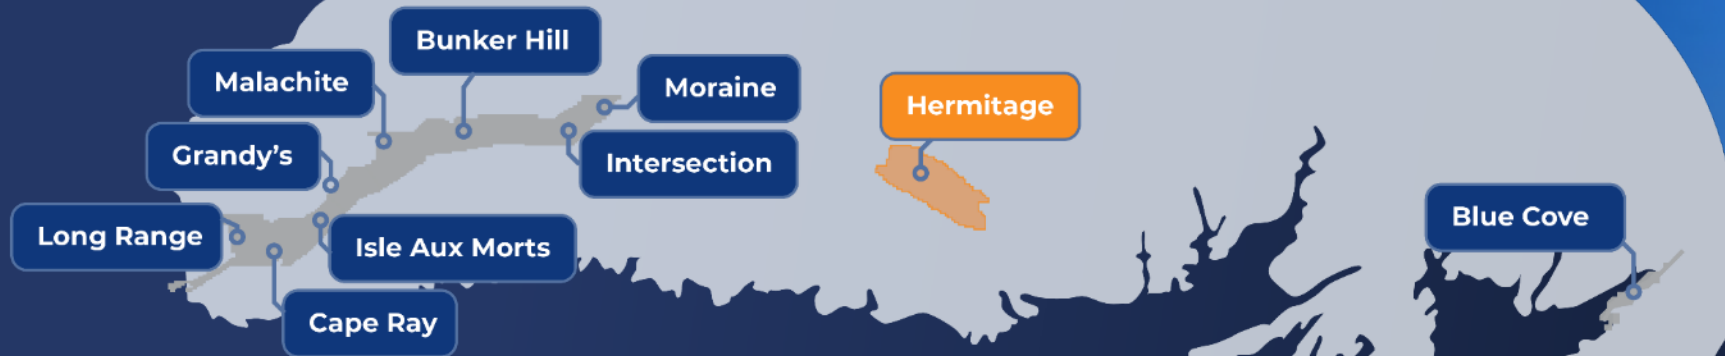 Bunker Hill
Malachite
Moraine
Hermitage
Grandy's
Intersection
Long Range
Isle Aux Morts
Blue Cove
Cape Ray